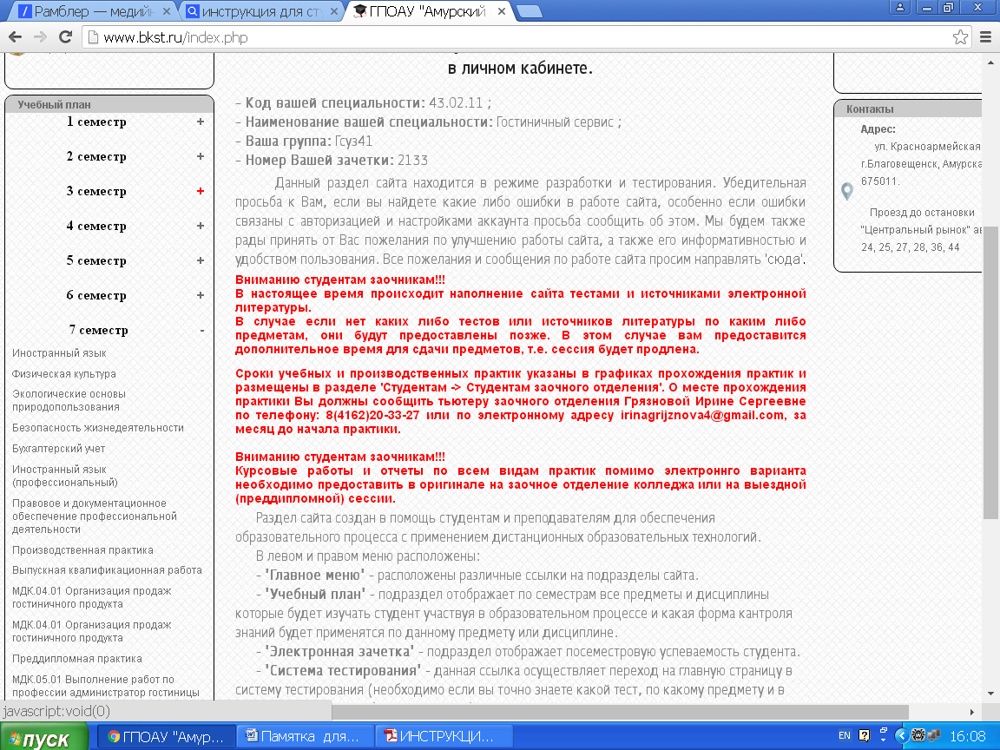 Рамблер — медийн
инструкция для ст
ГПОАУ "Амурский
www.bkst.ru/index.php
в личном кабинете.
Учебный план
1 семестр +
2 семестр +
3 семестр +
4 семестр +
5 семестр +
6 семестр +
7 семестр -
Иностранный язык
Физическая культура
Экологические основы
природопользования
Безопасность жизнедеятельности
Бухгалтерский учет
Иностранный язык
(профессиональный)
Правовое и документационное
обеспечение профессиональной
деятельности
Производственная практика
Выпускная квалификационная работа
МДК.04.01 Организация продаж
гостиничного продукта
МДК.04.01 Организация продаж
гостиничного продукта
Преддипломная практика
МДК.05.01 Выполнение работ по
профессии администратор гостиницы
- Код вашей специальности: 43.02.11 ;
- Наименование вашей специальности: Гостиничный сервис ;
- Ваша группа: Гсуз41
- Номер Вашей зачетки: 2133
Данный раздел сайта находится в режиме разработки и тестирования. Убедительная
просьба к Вам, если вы найдете какие либо ошибки в работе сайта, особенно если ошибки
связаны с авторизацией и настройками аккаунта просьба сообщить об этом. Мы будем также
рады принять от Вас пожелания по улучшению работы сайта, а также его информативностью и
удобством пользования. Все пожелания и сообщения по работе сайта просим направлять 'сюда'.
Вниманию студентам заочникам!!!
В настоящее время происходит наполнение сайта тестами и источниками электронной
литературы.
В случае если нет каких либо тестов или источников литературы по каким либо
предметам, они будут предоставлены позже. В этом случае вам предоставится
дополнительное время для сдачи предметов, т.е. сессия будет продлена.
Сроки учебных и производственных практик указаны в графиках прохождения практик и
размещены в разделе 'Студентам -> Студентам заочного отделения'. О месте прохождения
практики Вы должны сообщить тьютеру заочного отделения Грязновой Ирине Сергеевне
по телефону: 8(4162)20-33-27 или по электронному адресу irinagrijznova4@gmail.com, за
месяц до начала практики.
Вниманию студентам заочникам!!!
Курсовые работы и отчеты по всем видам практик помимо электроннго варианта
необходимо предоставить в оригинале на заочное отделение колледжа или на выездной
(преддипломной) сессии.
Раздел сайта создан в помощь студентам и преподавателям для обеспечения
образовательного процесса с применением дистанционных образовательных технологий.
В левом и правом меню расположены:
- 'Главное меню' - расположены различные ссылки на подразделы сайта.
- 'Учебный план' - подраздел отображает по семестрам все предметы и дисциплины
которые будет изучать студент участвуя в образовательном процессе и какая форма кантроля
знаний будет применятся по данному предмету или дисциплине.
- 'Электронная зачетка' - подраздел отображает посеместровую успеваемость студента.
- 'Система тестирования' - данная ссылка осуществляет переход на главную страницу в
систему тестирования (необходимо если вы точно знаете какой тест, по какому предмету и в
Контакты
Адрес:
ул. Красноармейская
г.Благовещенск, Амурска
675011.
Проезд до остановки
"Центральный рынок" ав
24, 25, 27, 28, 36, 44
javascript:void(0)
пуск
ГПОАУ "Амур...
Памятка для...
ИНСТРУКЦИ...
EN
16:08